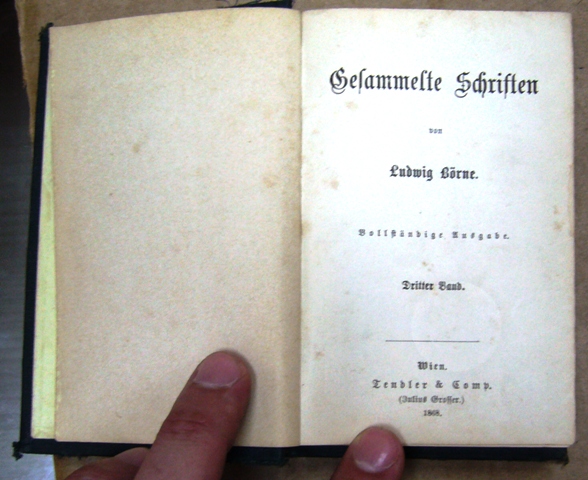 Gesammelte Schriften
von
Ludwig Börne.
Vollständige Ausgabe.
Dritter Band.
Wien.
Tendler & Comp.
(Julius Grosser.)
1868.